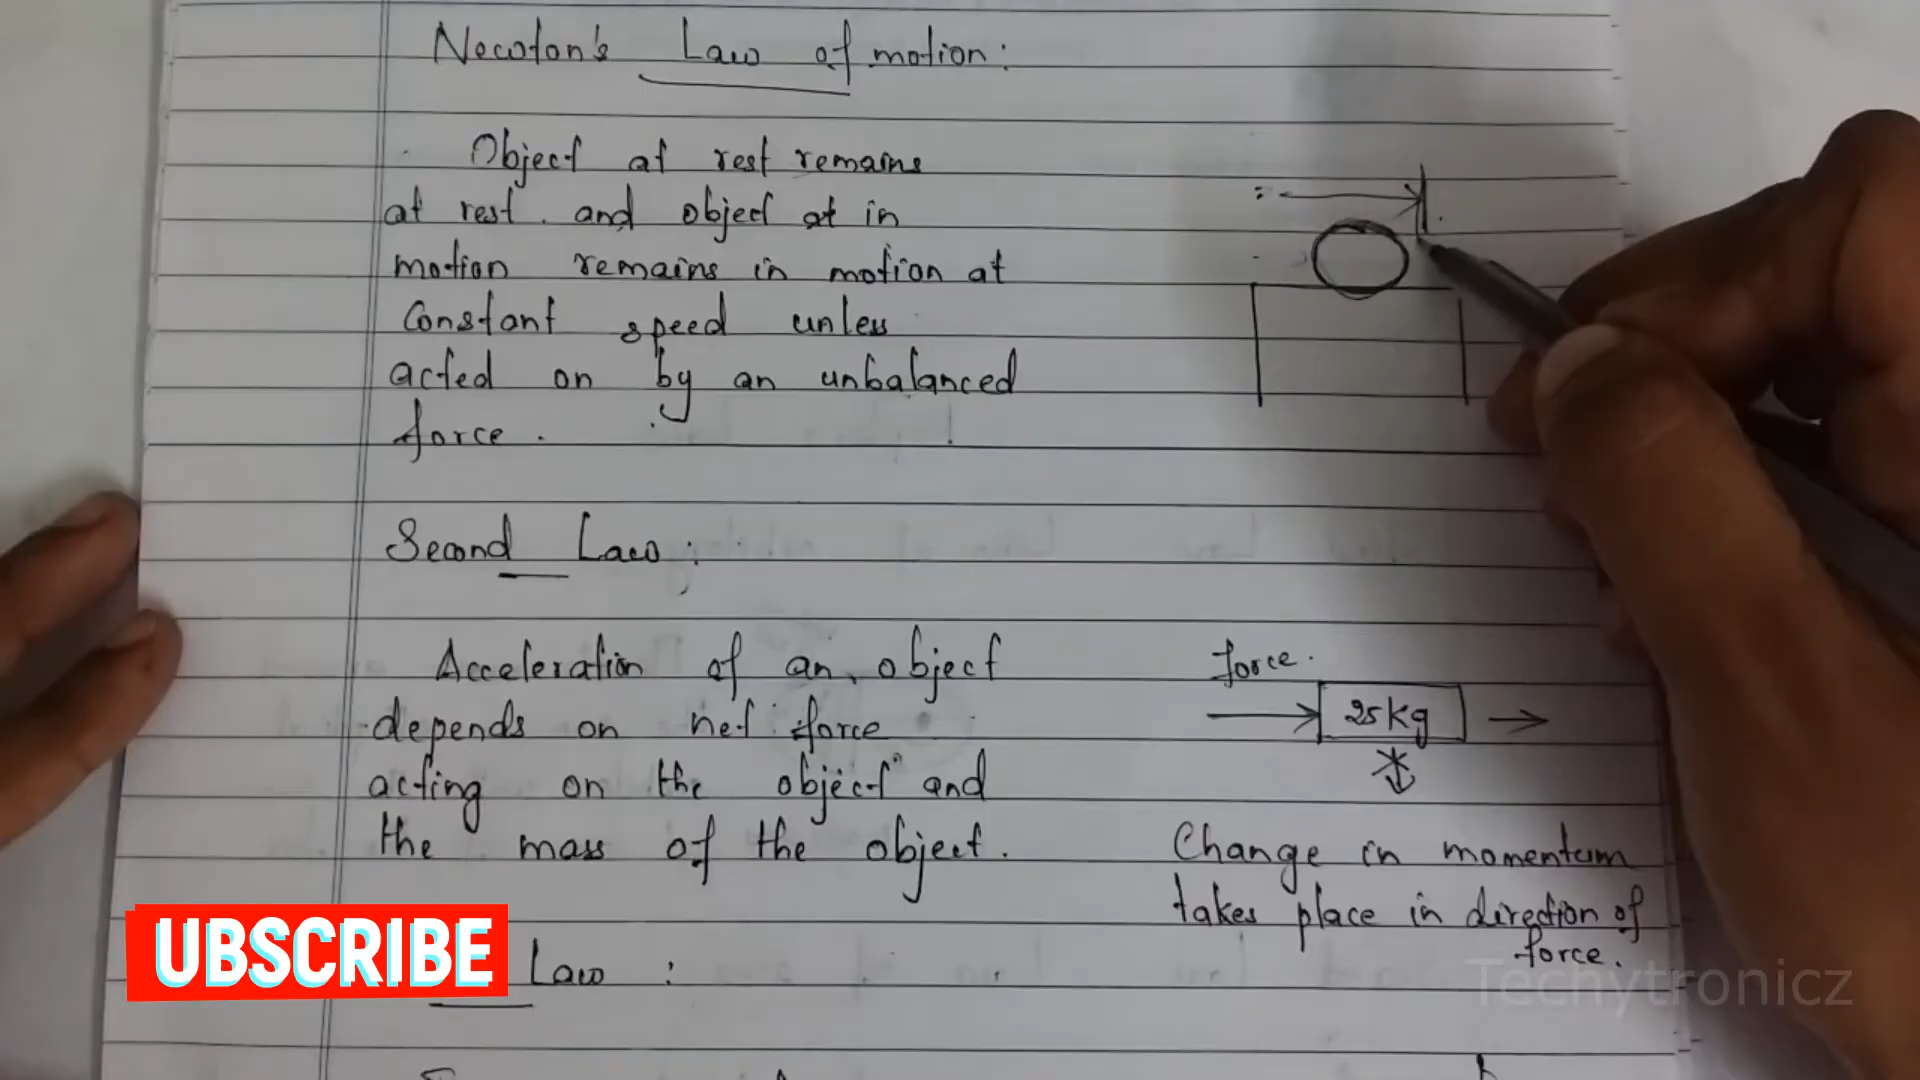 Newton's Law of motion:
Object at rest remains
at rest. and object at in
motion remains in motion at
Constant speed unless
acted on by an unbalanced
force.
Second Law:
Acceleration of an object
depends on net force
acting on the object and
the mass of the object.
force.
25kg
Change in momentum
takes place in direction of
force.
UBSCRIBE
Law :
Techytronicz